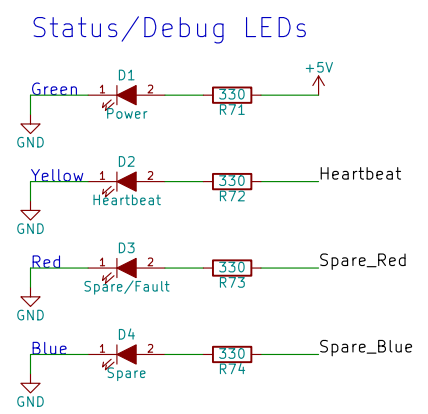 Status/Debug LEDs
+5V
Green 1 D1 2 330
Power R71
GND
Yellow 1 D2 2 330 Heartbeat
Heartbeat R72
GND
Red 1 D3 2 330 Spare_Red
Spare/Fault R73
GND
Blue 1 D4 2 330 Spare_Blue
Spare R74
GND